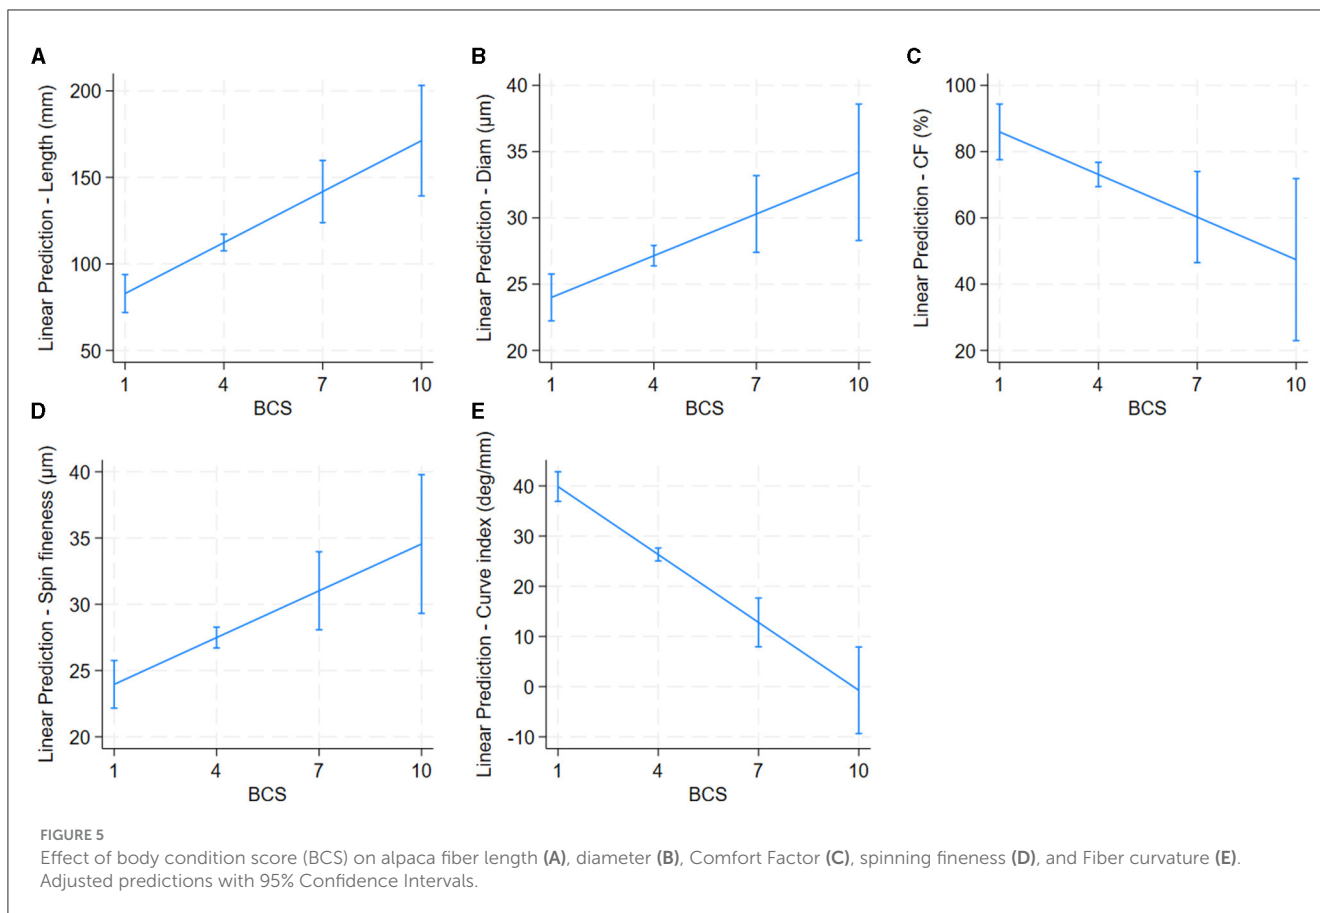 A
Linear Prediction - Length (mm)
200
150
100
50
1 4 7 10
BCS
B
Linear Prediction - Diam (μm)
40
35
30
25
20
1 4 7 10
BCS
C
Linear Prediction - CF (%)
100
80
60
40
20
1 4 7 10
BCS
D
Linear Prediction - Spin fineness (μm)
40
35
30
25
20
1 4 7 10
BCS
E
Linear Prediction - Curve index (deg/mm)
40
30
20
10
0
-10
1 4 7 10
BCS
FIGURE 5
Effect of body condition score (BCS) on alpaca fiber length (A), diameter (B), Comfort Factor (C), spinning fineness (D), and Fiber curvature (E).
Adjusted predictions with 95% Confidence Intervals.